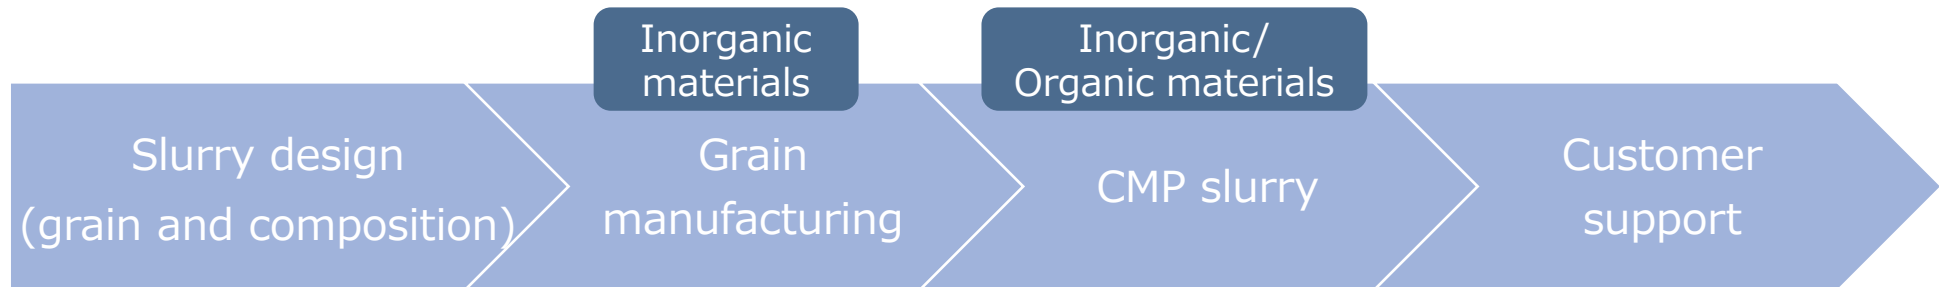 Inorganic
materials
Inorganic/
Organic materials
Slurry design
(grain and composition)
Grain
manufacturing
CMP slurry
Customer
support